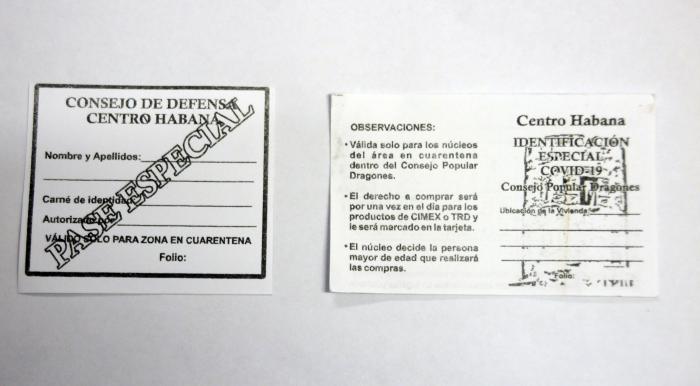 CONSEJO DE DEFENSA
CENTRO HABANA
PASE ESPECIAL
Nombre y Apellidos:
Carné de identidad
Autorizado por:
VÁLIDO SOLO PARA ZONA EN CUARENTENA
Folio:
OBSERVACIONES:
• Válida solo para los núcleos
del área en cuarentena
dentro del Consejo Popular
Dragones.
• El derecho a comprar será
por una vez en el día para los
productos de CIMEX o TRD y
le será marcado en la tarjeta.
• El núcleo decide la persona
mayor de edad que realizará
las compras.
Centro Habana
IDENTIFICACIÓN
ESPECIAL
COVID-19
Consejo Popular Dragones
Ubicación de la Vivienda:
Folio: